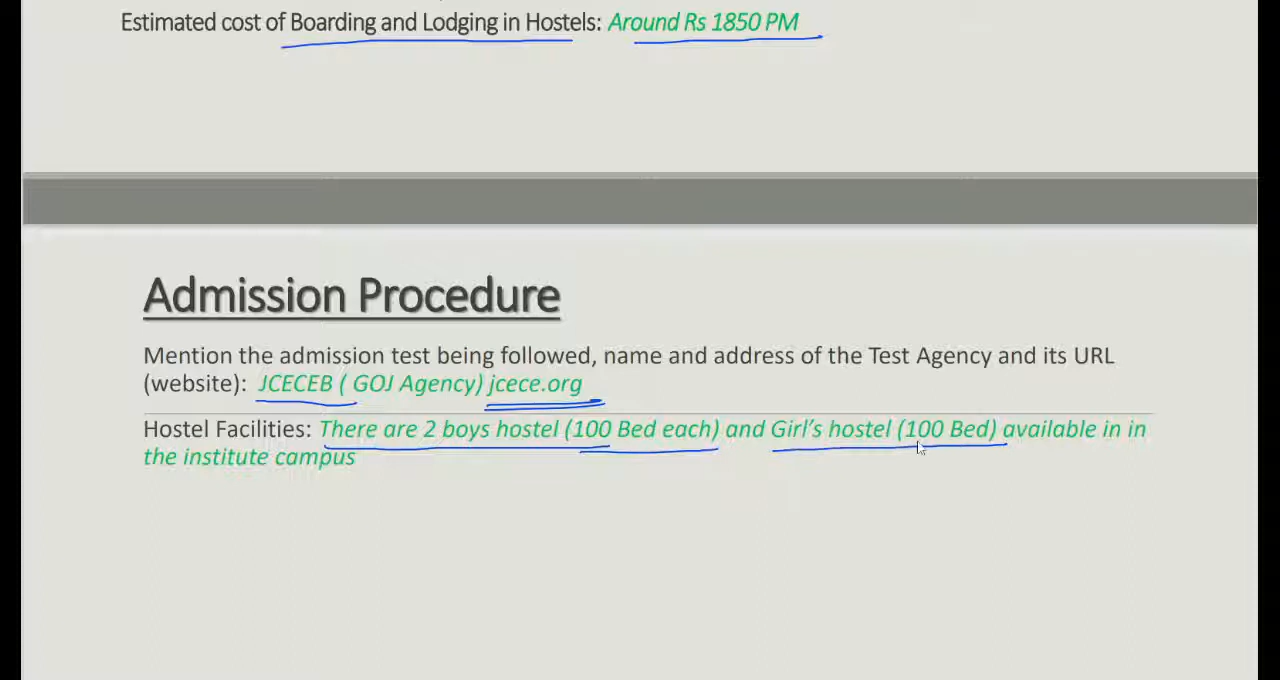 Estimated cost of Boarding and Lodging in Hostels: Around Rs 1850 PM
Admission Procedure
Mention the admission test being followed, name and address of the Test Agency and its URL
(website): JCECEB ( GOJ Agency) jcece.org
Hostel Facilities: There are 2 boys hostel (100 Bed each) and Girl's hostel (100 Bed) available in in
the institute campus